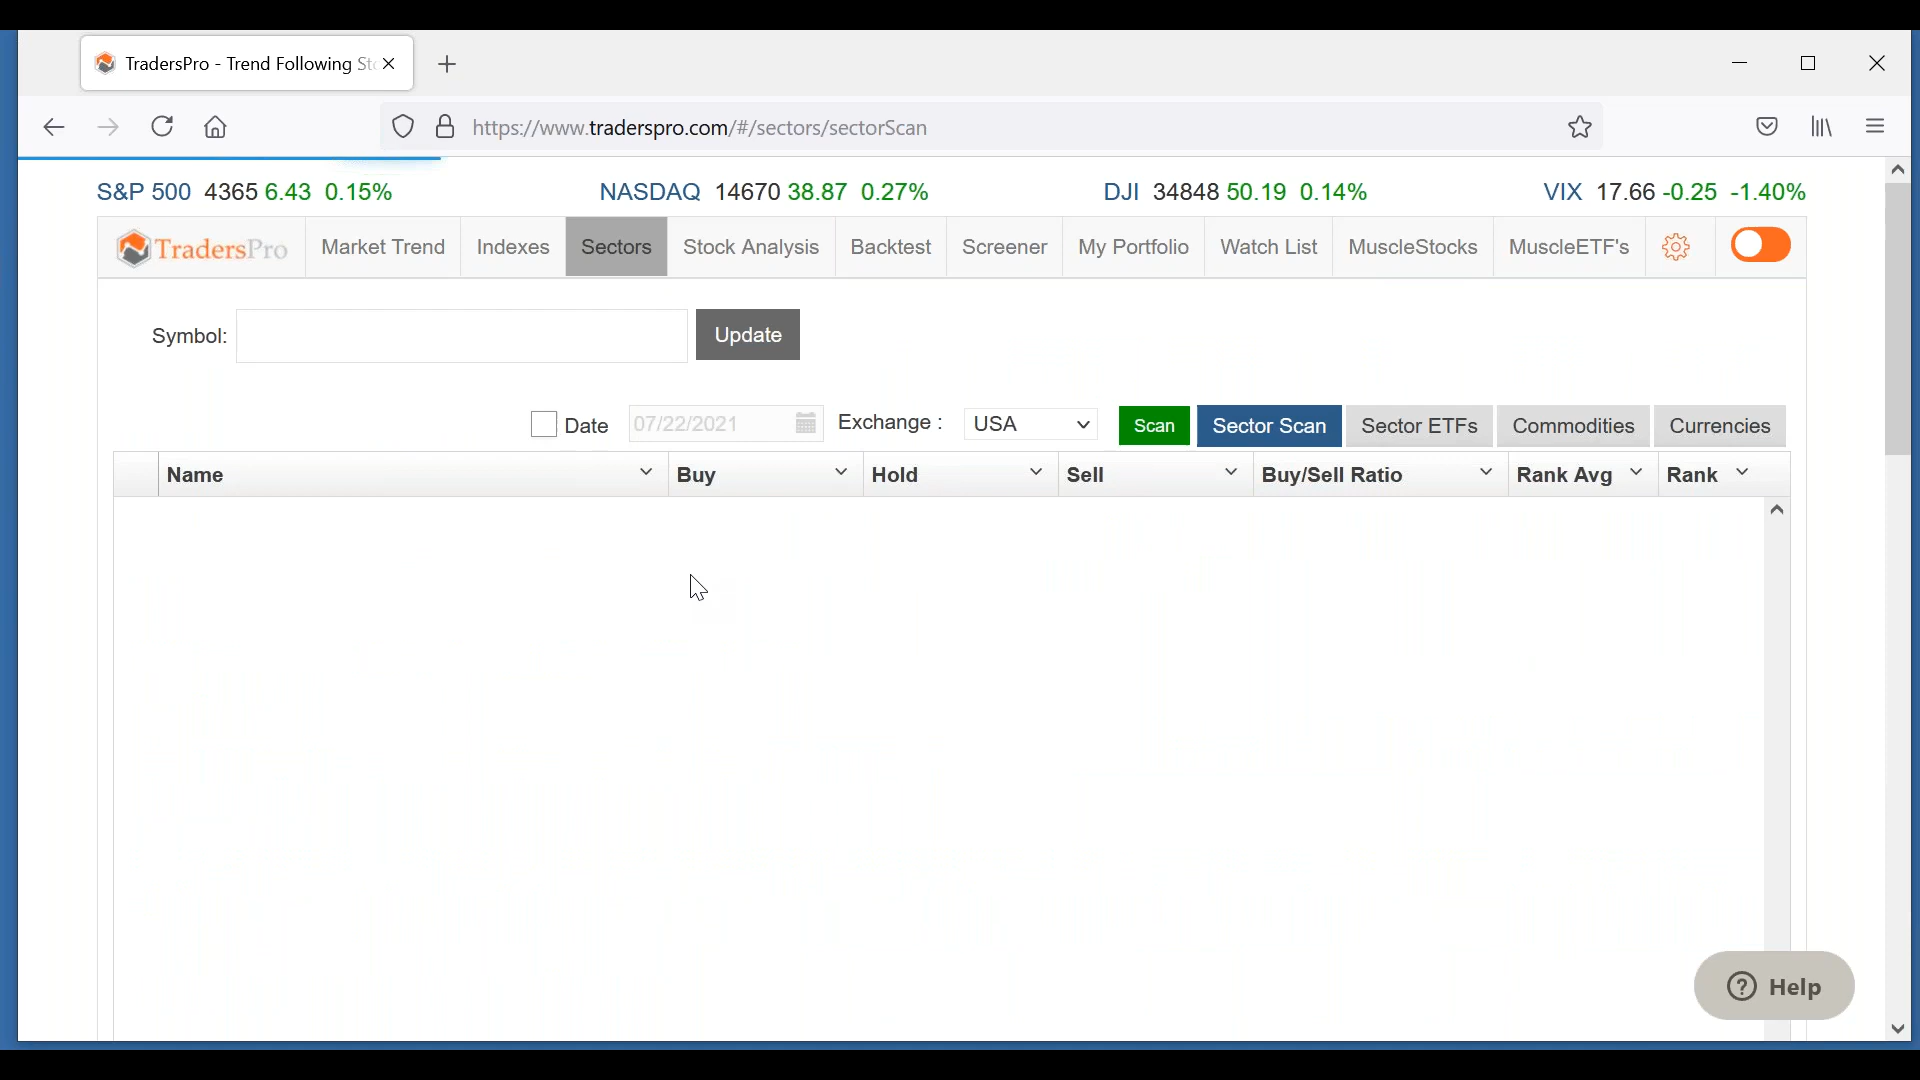 TradersPro - Trend Following Sto
https://www.traderspro.com/#/sectors/sectorScan
S&P 500 4365 6.43 0.15% NASDAQ 14670 38.87 0.27% DJI 34848 50.19 0.14% VIX 17.66 -0.25 -1.40%
TradersPro Market Trend Indexes Sectors Stock Analysis Backtest Screener My Portfolio Watch List MuscleStocks MuscleETF's
Symbol: Update
Date 07/22/2021 Exchange : USA Scan Sector Scan Sector ETFs Commodities Currencies
Name Buy Hold Sell Buy/Sell Ratio Rank Avg Rank
? Help